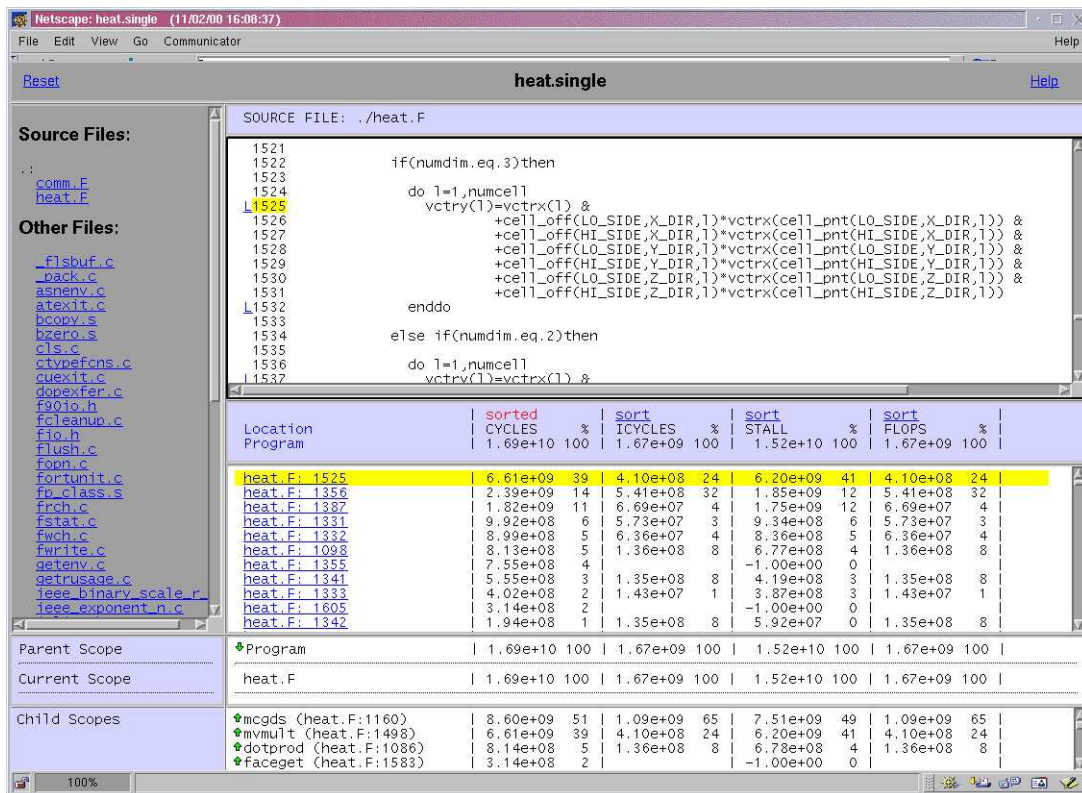 Netscape: heat.single (11/02/00 16:08:37)
File Edit View Go Communicator Help
Reset heat.single Help
Source Files:
.:
comm.F
heat.F
Other Files:
_flsbuf.c
_pack.c
asnenv.c
atexit.c
bcopy.s
bzero.s
cls.c
ctypefcns.c
cuexit.c
dopexfer.c
f90io.h
fcleanup.c
fio.h
flush.c
fopn.c
fortunit.c
fp_class.s
frch.c
fstat.c
fwch.c
fwrite.c
getenv.c
getrusage.c
ieee_binary_scale_r_
ieee_exponent_n.c
SOURCE FILE: ./heat.F
1521
1522 if(numdim.eq.3)then
1523
1524 do l=1,numcell
L1525 vctry(l)=vctrx(l) &
1526 +cell_off(LO_SIDE,X_DIR,l)*vctrx(cell_pnt(LO_SIDE,X_DIR,l)) &
1527 +cell_off(HI_SIDE,X_DIR,l)*vctrx(cell_pnt(HI_SIDE,X_DIR,l)) &
1528 +cell_off(LO_SIDE,Y_DIR,l)*vctrx(cell_pnt(LO_SIDE,Y_DIR,l)) &
1529 +cell_off(HI_SIDE,Y_DIR,l)*vctrx(cell_pnt(HI_SIDE,Y_DIR,l)) &
1530 +cell_off(LO_SIDE,Z_DIR,l)*vctrx(cell_pnt(LO_SIDE,Z_DIR,l)) &
1531 +cell_off(HI_SIDE,Z_DIR,l)*vctrx(cell_pnt(HI_SIDE,Z_DIR,l))
L1532 enddo
1533
1534 else if(numdim.eq.2)then
1535
1536 do l=1,numcell
L1537 vctry(l)=vctrx(l) &
| sorted | sort | sort | sort
Location | CYCLES % | ICYCLES % | STALL % | FLOPS % |
Program | 1.69e+10 100 | 1.67e+09 100 | 1.52e+10 100 | 1.67e+09 100 |
heat.F: 1525 | 6.61e+09 39 | 4.10e+08 24 | 6.20e+09 41 | 4.10e+08 24 |
heat.F: 1356 | 2.39e+09 14 | 5.41e+08 32 | 1.85e+09 12 | 5.41e+08 32 |
heat.F: 1387 | 1.82e+09 11 | 6.69e+07 4 | 1.75e+09 12 | 6.69e+07 4 |
heat.F: 1331 | 9.92e+08 6 | 5.73e+07 3 | 9.34e+08 6 | 5.73e+07 3 |
heat.F: 1332 | 8.99e+08 5 | 6.36e+07 4 | 8.36e+08 5 | 6.36e+07 4 |
heat.F: 1098 | 8.13e+08 5 | 1.36e+08 8 | 6.77e+08 4 | 1.36e+08 8 |
heat.F: 1355 | 7.55e+08 4 | | -1.00e+00 0 | |
heat.F: 1341 | 5.55e+08 3 | 1.35e+08 8 | 4.19e+08 3 | 1.35e+08 8 |
heat.F: 1333 | 4.02e+08 2 | 1.43e+07 1 | 3.87e+08 3 | 1.43e+07 1 |
heat.F: 1605 | 3.14e+08 2 | | -1.00e+00 0 | |
heat.F: 1342 | 1.94e+08 1 | 1.35e+08 8 | 5.92e+07 0 | 1.35e+08 8 |
Parent Scope Program | 1.69e+10 100 | 1.67e+09 100 | 1.52e+10 100 | 1.67e+09 100 |
Current Scope heat.F | 1.69e+10 100 | 1.67e+09 100 | 1.52e+10 100 | 1.67e+09 100 |
Child Scopes mcgds (heat.F:1160) | 8.60e+09 51 | 1.09e+09 65 | 7.51e+09 49 | 1.09e+09 65 |
mvmult (heat.F:1498) | 6.61e+09 39 | 4.10e+08 24 | 6.20e+09 41 | 4.10e+08 24 |
dotprod (heat.F:1086) | 8.14e+08 5 | 1.36e+08 8 | 6.78e+08 4 | 1.36e+08 8 |
faceget (heat.F:1583) | 3.14e+08 2 | | -1.00e+00 0 | |
100%